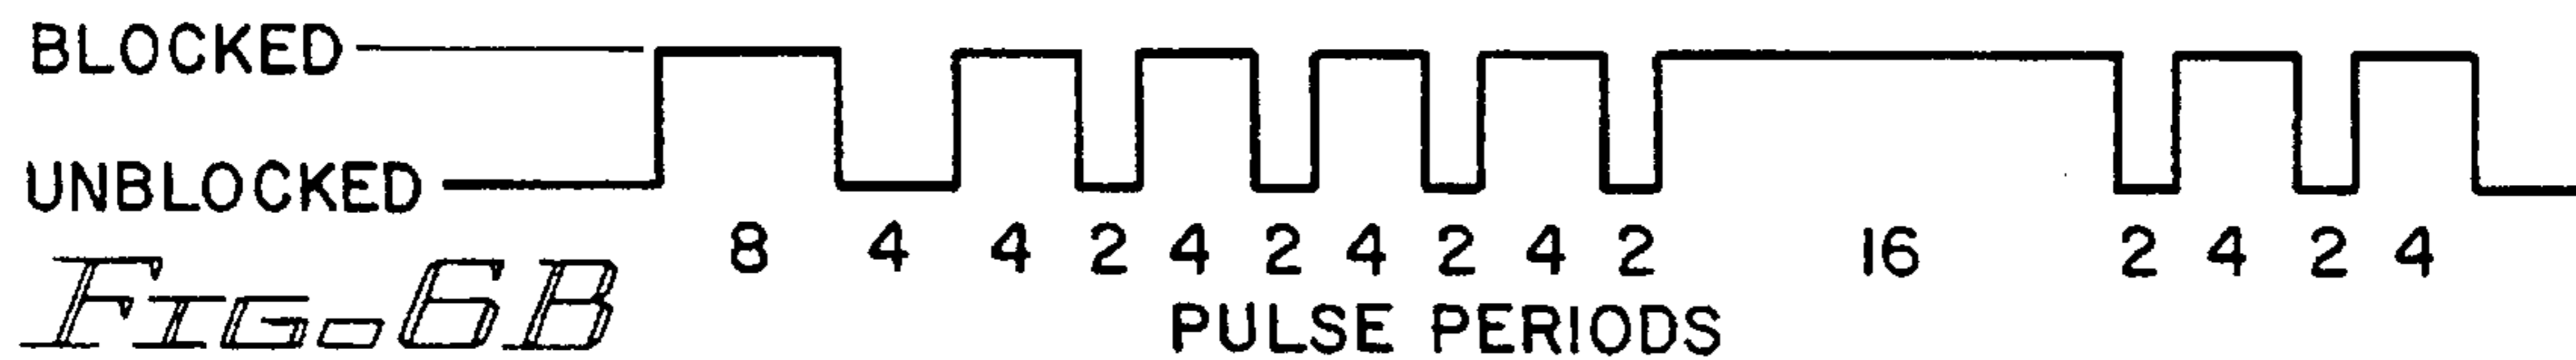 BLOCKED
UNBLOCKED
8 4 4 2 4 2 4 2 4 2 16 2 4 2 4
PULSE PERIODS
FIG. 6B